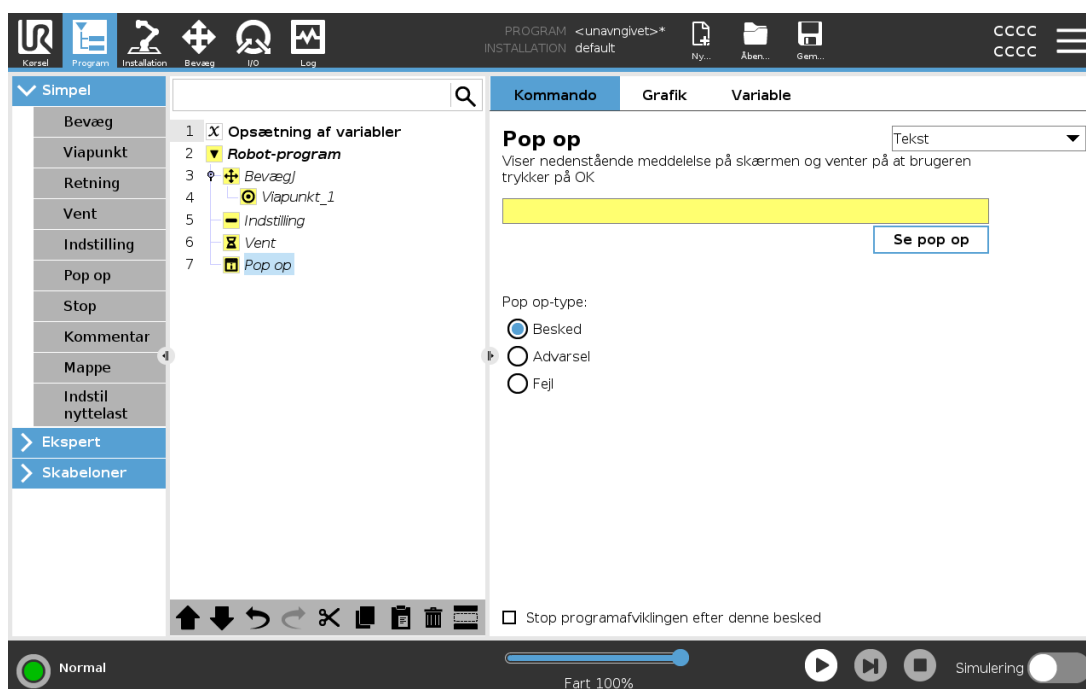 PROGRAM <unavngivet>*
INSTALLATION default
Kørsel
Program
Installation
Bevæg
I/O
Log
Ny...
Åben...
Gem...
CCCC
CCCC
Simpel
Bevæg
Viapunkt
Retning
Vent
Indstilling
Pop op
Stop
Kommentar
Mappe
Indstil
nyttelast
Ekspert
Skabeloner
1 X Opsætning af variabler
2 Robot-program
3 BevægJ
4 Viapunkt_1
5 Indstilling
6 Vent
7 Pop op
Kommando
Grafik
Variable
Pop op
Tekst
Viser nedenstående meddelelse på skærmen og venter på at brugeren
trykker på OK
Se pop op
Pop op-type:
Besked
Advarsel
Fejl
Stop programafviklingen efter denne besked
Normal
Fart 100%
Simulering